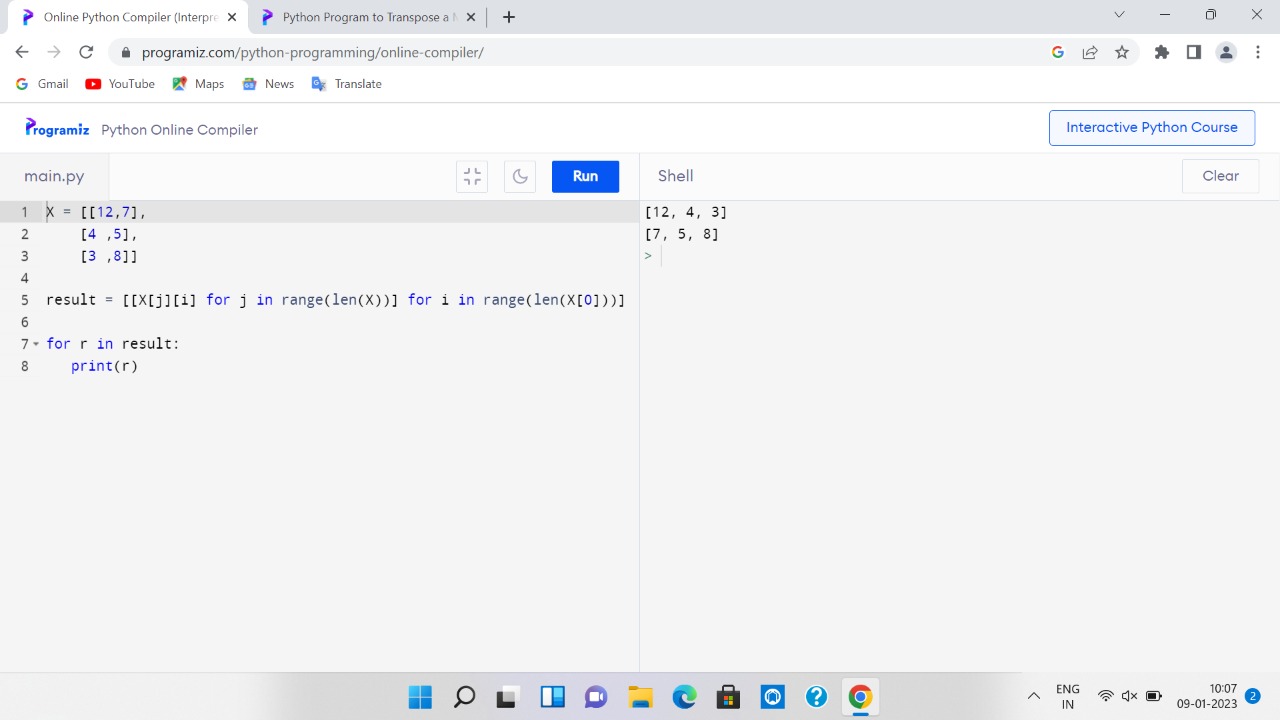 Online Python Compiler (Interpre
Python Program to Transpose a M
programiz.com/python-programming/online-compiler/
Gmail YouTube Maps News Translate
Programiz Python Online Compiler
Interactive Python Course
main.py
Run
Shell
Clear
1 X = [[12,7],
2     [4 ,5],
3     [3 ,8]]
4
5 result = [[X[j][i] for j in range(len(X))] for i in range(len(X[0]))]
6
7 for r in result:
8    print(r)
[12, 4, 3]
[7, 5, 8]
>
ENG
IN
10:07
09-01-2023
2